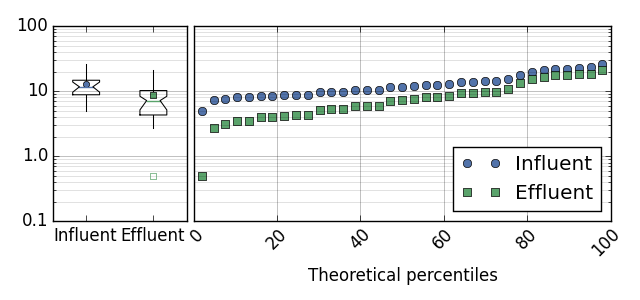 100
10
1.0
0.1
Influent Effluent
0 20 40 60 80 100
Influent
Effluent
Theoretical percentiles